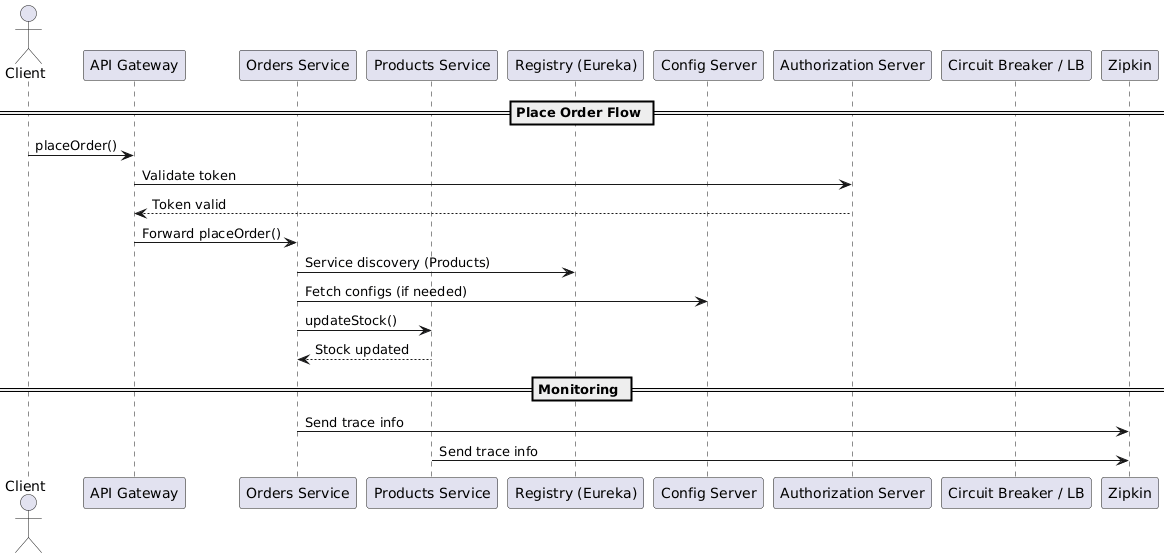 Client
API Gateway
Orders Service
Products Service
Registry (Eureka)
Config Server
Authorization Server
Circuit Breaker / LB
Zipkin
Place Order Flow
placeOrder()
Validate token
Token valid
Forward placeOrder()
Service discovery (Products)
Fetch configs (if needed)
updateStock()
Stock updated
Monitoring
Send trace info
Send trace info
Client
API Gateway
Orders Service
Products Service
Registry (Eureka)
Config Server
Authorization Server
Circuit Breaker / LB
Zipkin